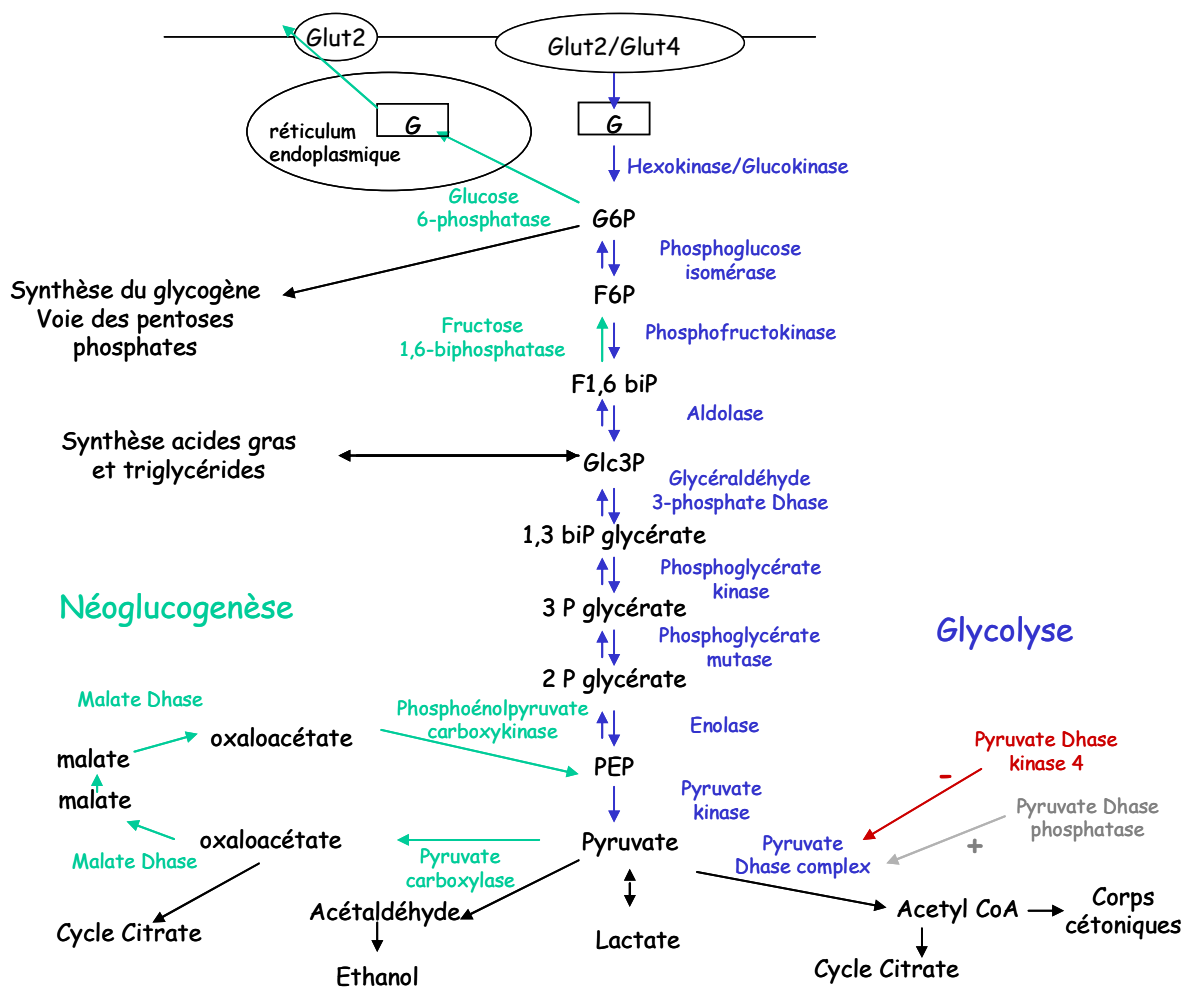 Glut2
Glut2/Glut4
G
G
réticulum
endoplasmique
Hexokinase/Glucokinase
Glucose
6-phosphatase
G6P
Phosphoglucose
isomérase
Synthèse du glycogène
Voie des pentoses
phosphates
F6P
Fructose
1,6-biphosphatase
Phosphofructokinase
F1,6 biP
Aldolase
Synthèse acides gras
et triglycérides
Glc3P
Glycéraldéhyde
3-phosphate Dhase
1,3 biP glycérate
Phosphoglycérate
kinase
Néoglucogenèse
3 P glycérate
Glycolyse
Phosphoglycérate
mutase
2 P glycérate
Malate Dhase
Phosphoénolpyruvate
carboxykinase
Enolase
oxaloacétate
malate
malate
PEP
Pyruvate Dhase
kinase 4
-
Pyruvate
kinase
Pyruvate Dhase
phosphatase
+
oxaloacétate
Pyruvate
Pyruvate
Dhase complex
Malate Dhase
Pyruvate
carboxylase
Acétaldéhyde
Acetyl CoA
Corps
cétoniques
Cycle Citrate
Lactate
Ethanol
Cycle Citrate